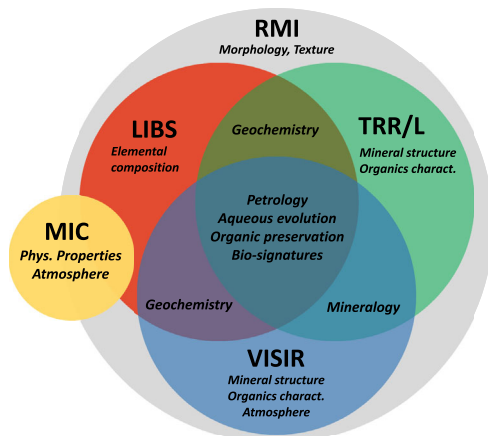 RMI
Morphology, Texture
LIBS
Elemental
composition
Geochemistry
TRR/L
Mineral structure
Organics charact.
Petrology
Aqueous evolution
Organic preservation
Bio-signatures
MIC
Phys. Properties
Atmosphere
Geochemistry
Mineralogy
VISIR
Mineral structure
Organics charact.
Atmosphere